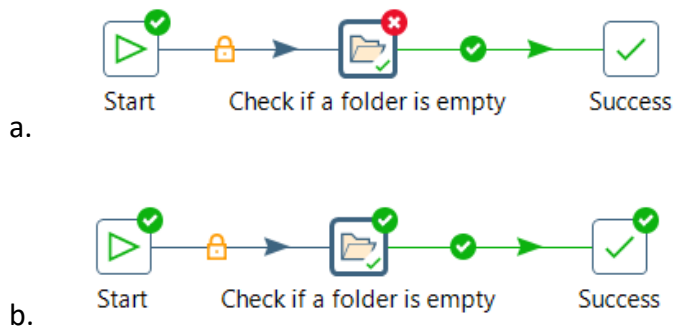 Start Check if a folder is empty Success
a.
Start Check if a folder is empty Success
b.